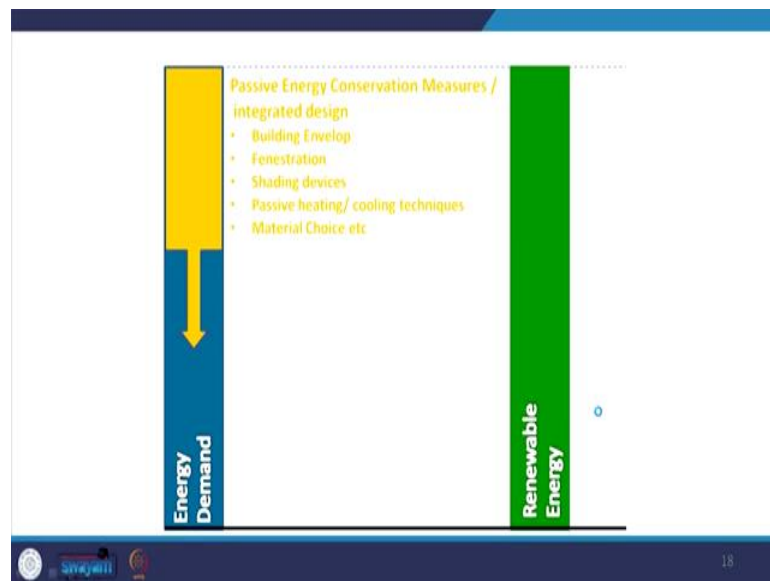 Passive Energy Conservation Measures /
integrated design
• Building Envelop
• Fenestration
• Shading devices
• Passive heating/ cooling techniques
• Material Choice etc
Energy
Demand
Renewable
Energy
swayam
18